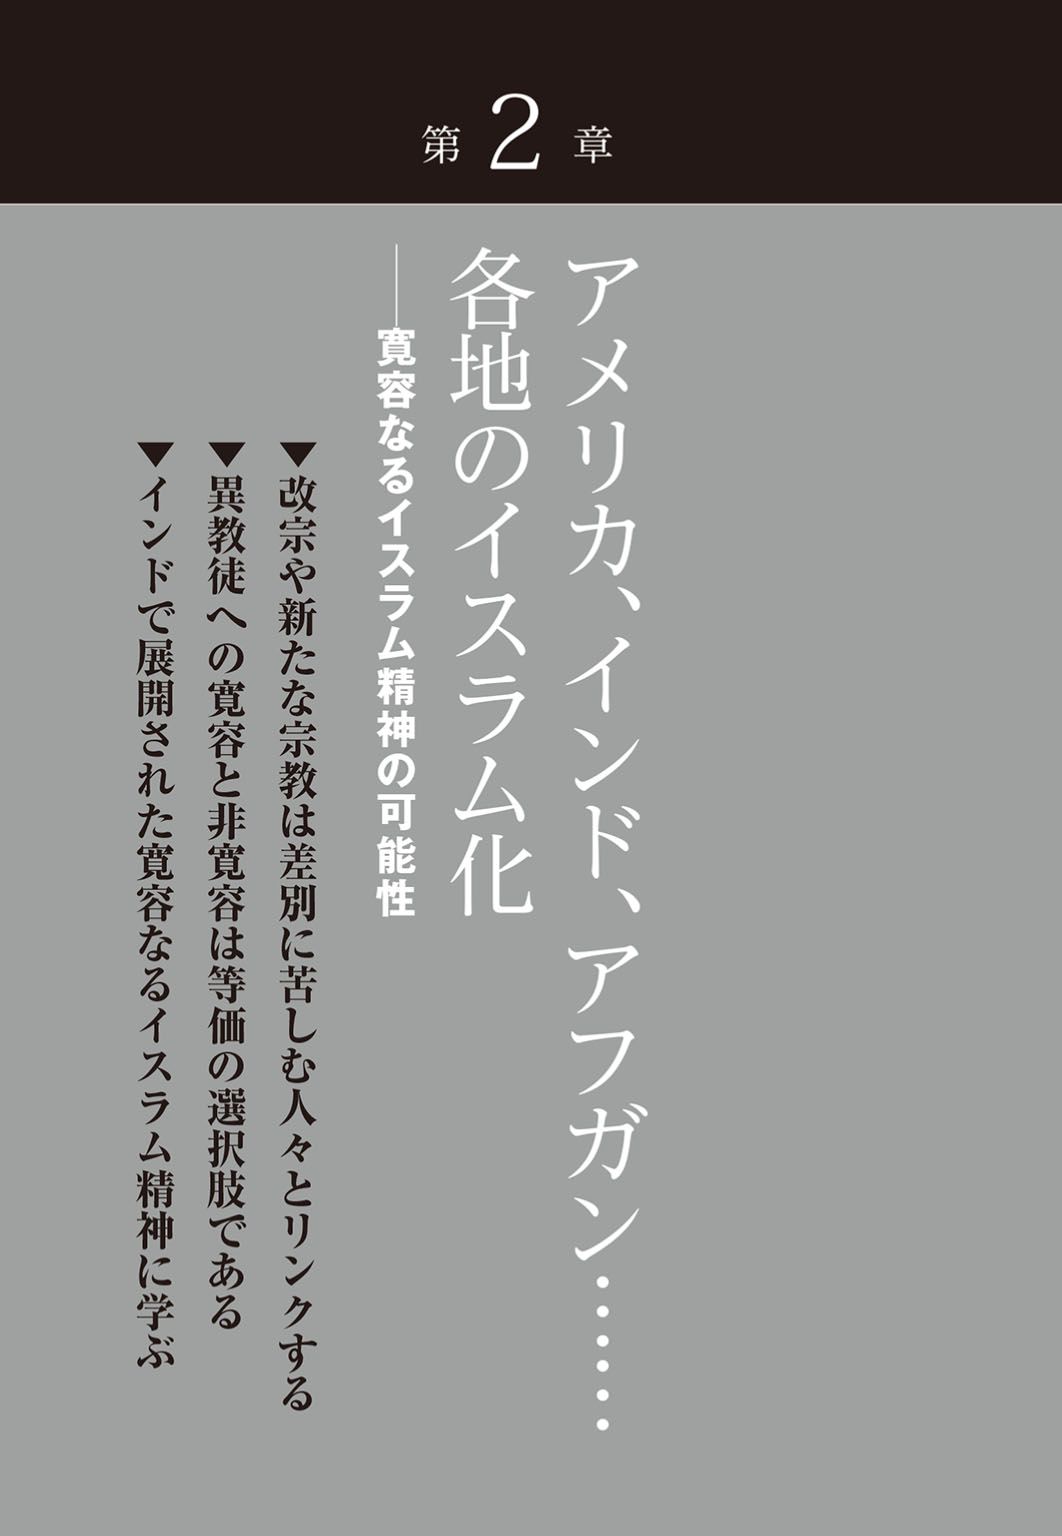 第2章
アメリカ、インド、アフガン……
各地のイスラム化
──寛容なるイスラム精神の可能性
▼改宗や新たな宗教は差別に苦しむ人々とリンクする
▼異教徒への寛容と非寛容は等価の選択肢である
▼インドで展開された寛容なるイスラム精神に学ぶ